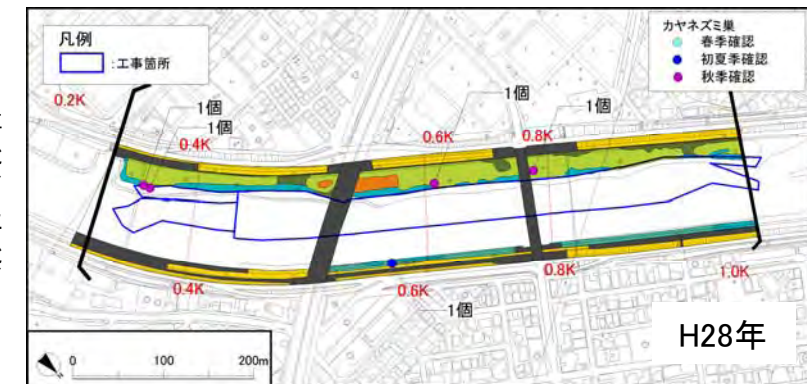 凡例
:工事箇所
カヤネズミ巣
春季確認
初夏季確認
秋季確認
0.2K
1個
1個
0.4K
1個
0.6K
1個
0.8K
0.4K
0.6K
0.8K
1.0K
1個
H28年
0
100
200m